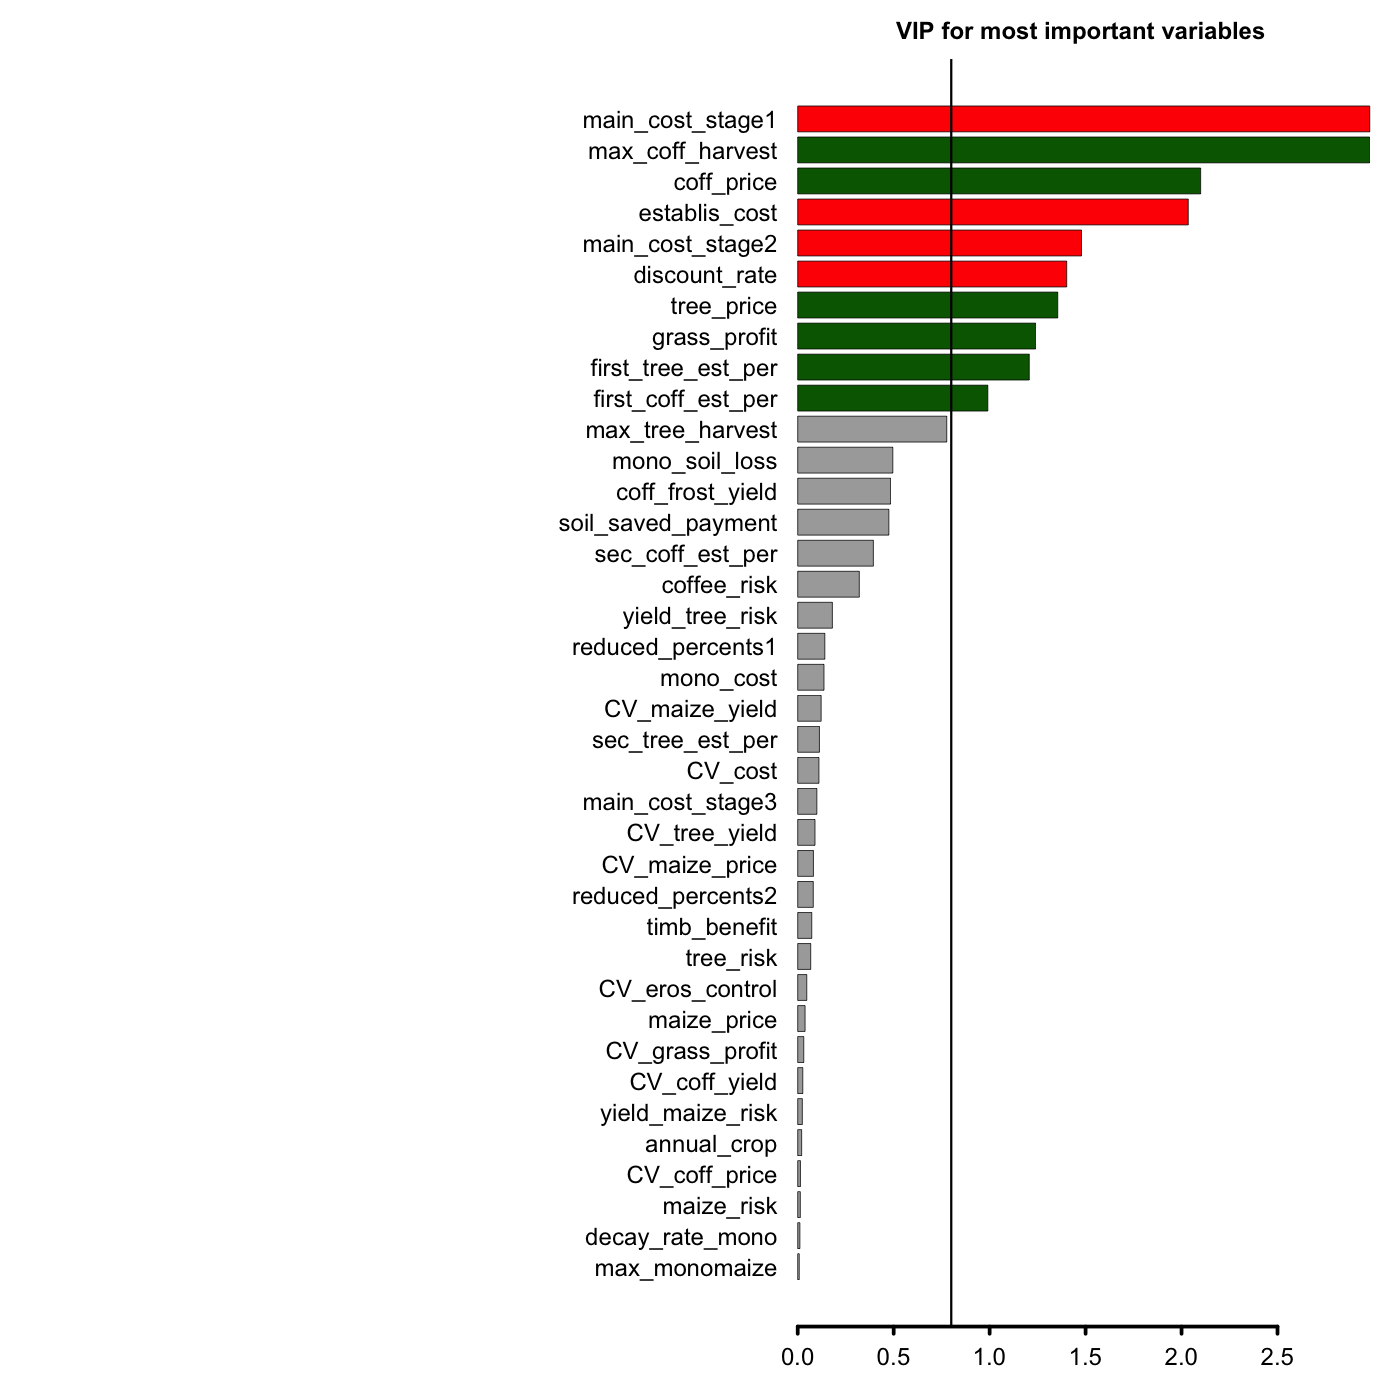 VIP for most important variables
main_cost_stage1
max_coff_harvest
coff_price
establis_cost
main_cost_stage2
discount_rate
tree_price
grass_profit
first_tree_est_per
first_coff_est_per
max_tree_harvest
mono_soil_loss
coff_frost_yield
soil_saved_payment
sec_coff_est_per
coffee_risk
yield_tree_risk
reduced_percents1
mono_cost
CV_maize_yield
sec_tree_est_per
CV_cost
main_cost_stage3
CV_tree_yield
CV_maize_price
reduced_percents2
timb_benefit
tree_risk
CV_eros_control
maize_price
CV_grass_profit
CV_coff_yield
yield_maize_risk
annual_crop
CV_coff_price
maize_risk
decay_rate_mono
max_monomaize
0.0 0.5 1.0 1.5 2.0 2.5